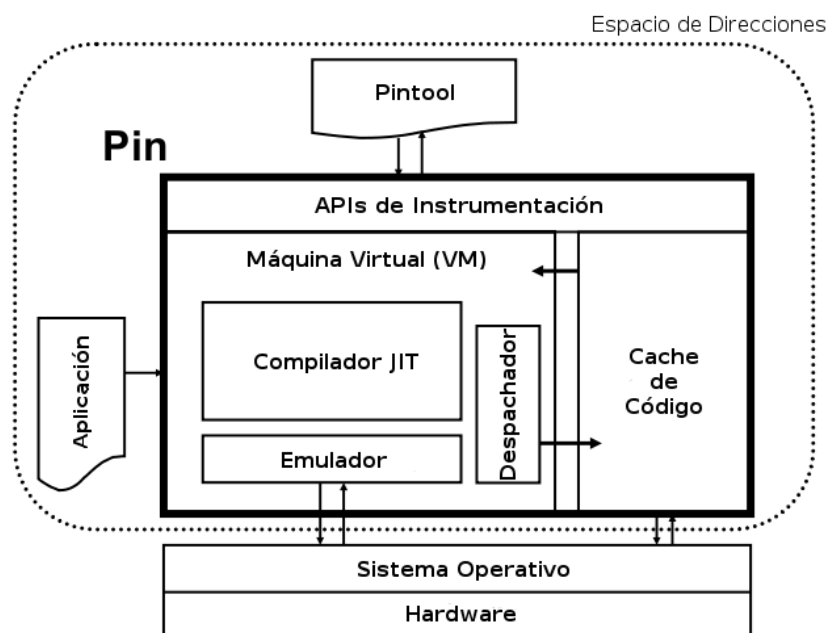 Espacio de Direcciones
Pintool
Pin
APIs de Instrumentación
Máquina Virtual (VM)
Aplicación
Compilador JIT
Despachador
Cache
de
Código
Emulador
Sistema Operativo
Hardware